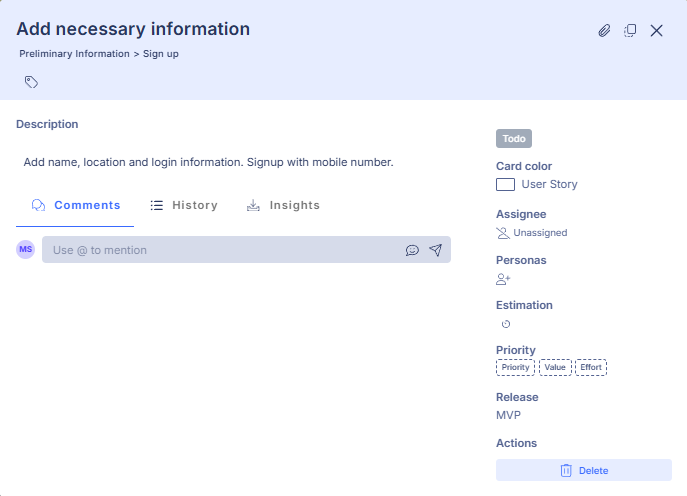 Add necessary information
Preliminary Information > Sign up
Description
Add name, location and login information. Signup with mobile number.
Comments
History
Insights
MS
Use @ to mention
Todo
Card color
User Story
Assignee
Unassigned
Personas
Estimation
Priority
Priority Value Effort
Release
MVP
Actions
Delete